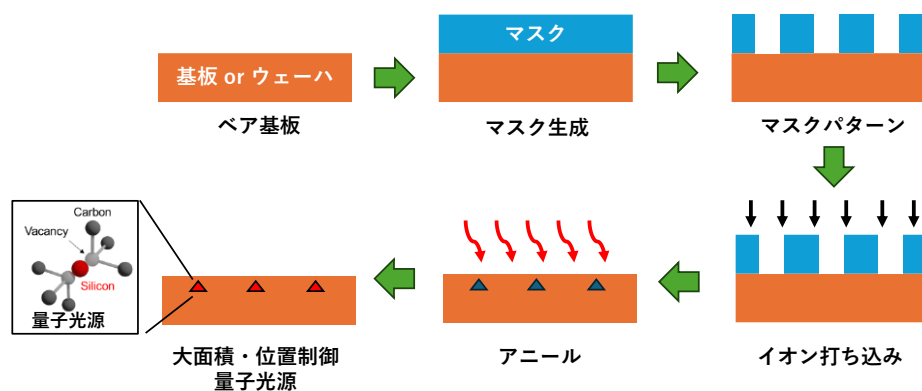 マスク
基板 or ウェーハ
ベア基板
マスク生成
マスクパターン
Carbon
Vacancy
Silicon
量子光源
大面積・位置制御
量子光源
アニール
イオン打ち込み